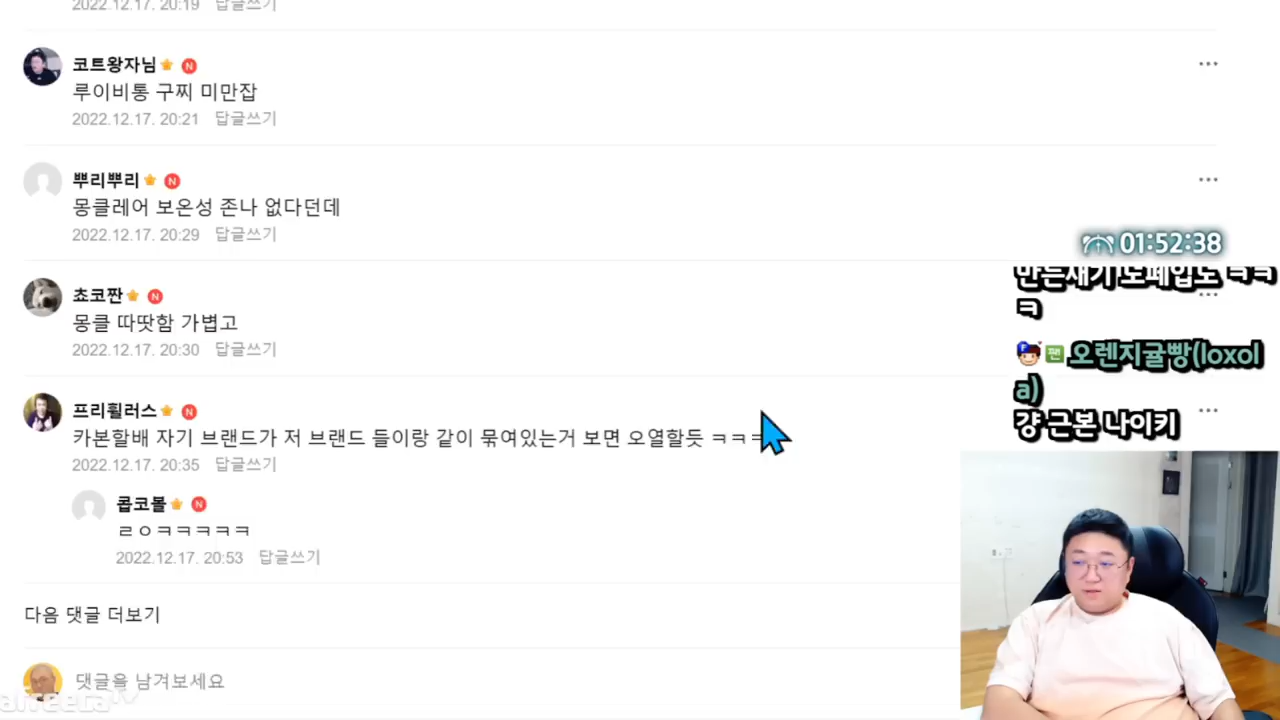 2022.12.17. 20:19 답글쓰기
코트왕자님 N
루이비통 구찌 미만잡
2022.12.17. 20:21 답글쓰기
뿌리뿌리 N
몽클레어 보온성 존나 없다던데
2022.12.17. 20:29 답글쓰기
쵸코짠 N
몽클 따땃함 가볍고
2022.12.17. 20:30 답글쓰기
프리휠러스 N
카본할배 자기 브랜드가 저 브랜드 들이랑 같이 묶여있는거 보면 오열할듯 ㅋㅋㅋ
2022.12.17. 20:35 답글쓰기
콥코볼 N
ㄹㅇㅋㅋㅋㅋㅋ
2022.12.17. 20:53 답글쓰기
다음 댓글 더보기
댓글을 남겨보세요
afreecaTV
01:52:38
ㅋㅋ
ㅋ
팬 오렌지귤빵(loxol
a)
걍 근본 나이키